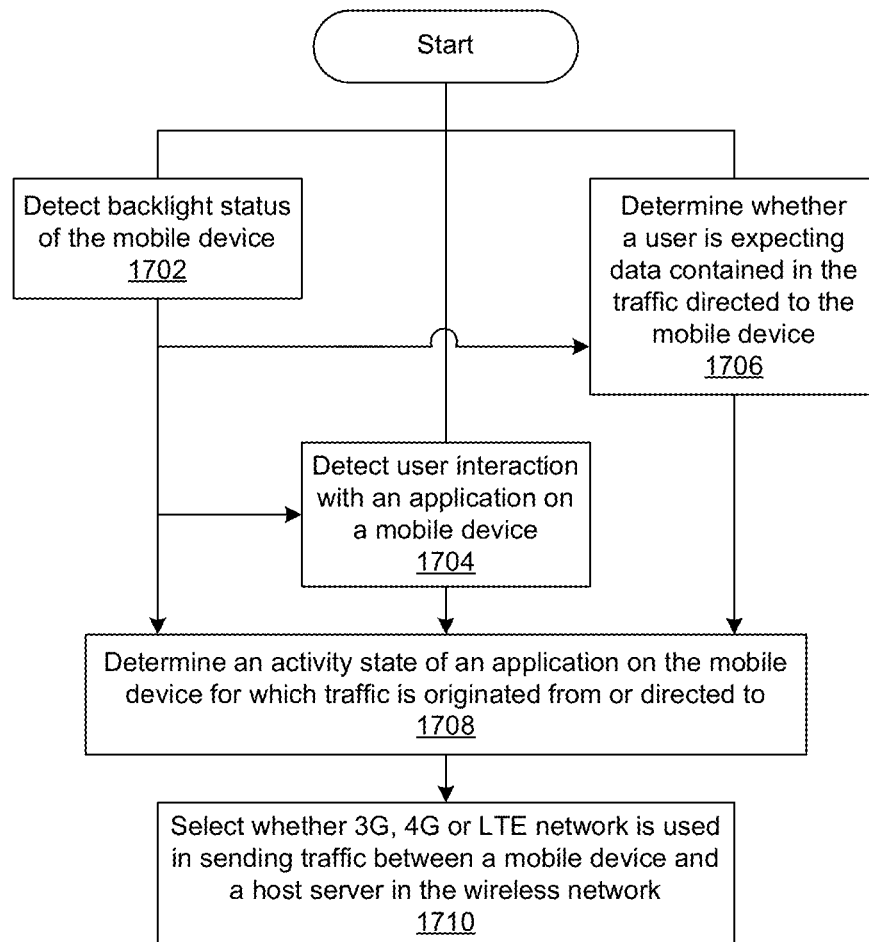 Start
Detect backlight status
of the mobile device
1702
Determine whether
a user is expecting
data contained in the
traffic directed to the
mobile device
1706
Detect user interaction
with an application on
a mobile device
1704
Determine an activity state of an application on the mobile
device for which traffic is originated from or directed to
1708
Select whether 3G, 4G or LTE network is used
in sending traffic between a mobile device and
a host server in the wireless network
1710